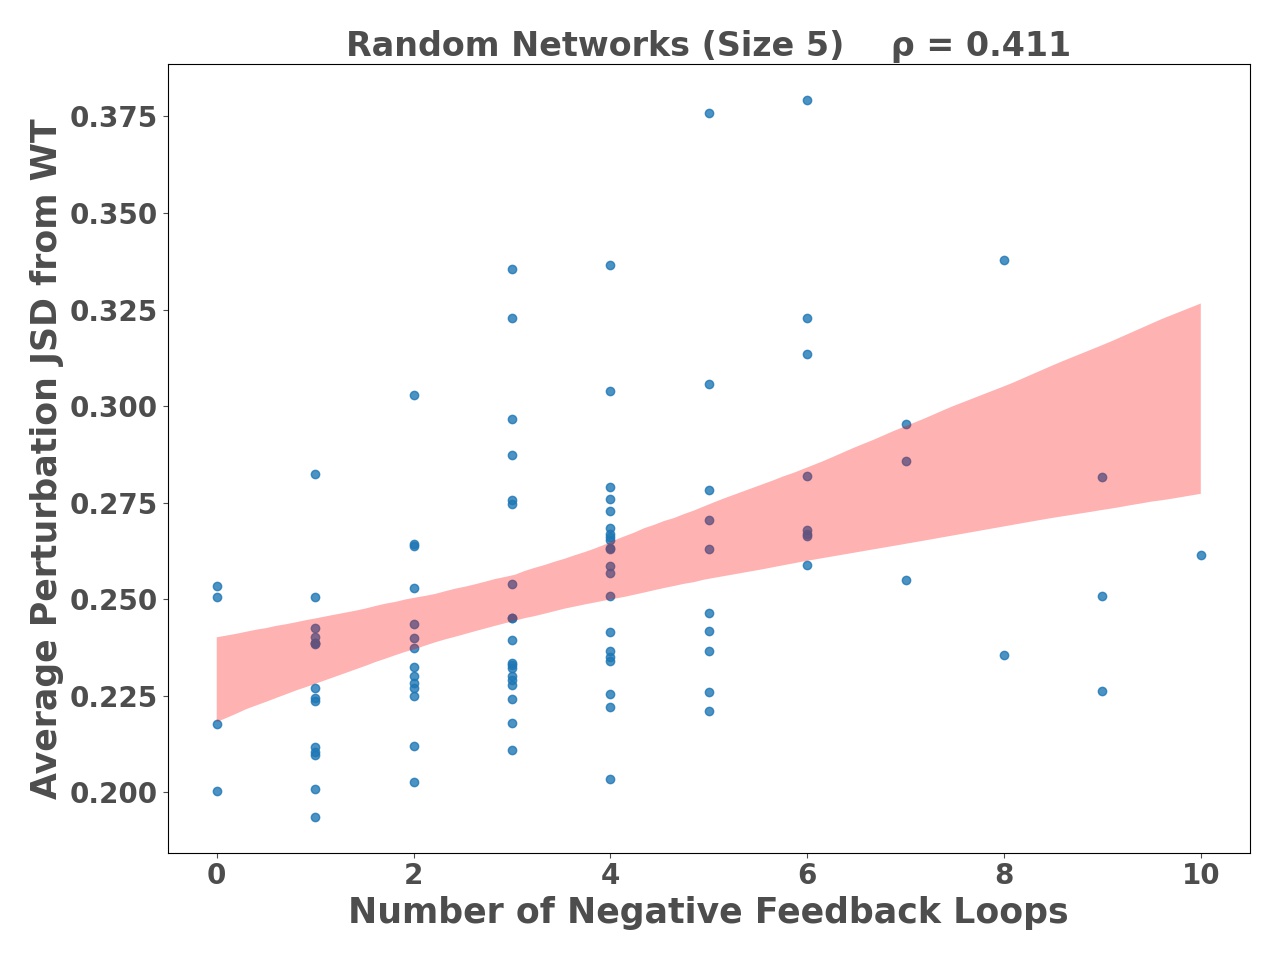 Random Networks (Size 5) ρ = 0.411
Average Perturbation JSD from WT
0.375
0.350
0.325
0.300
0.275
0.250
0.225
0.200
0 2 4 6 8 10
Number of Negative Feedback Loops